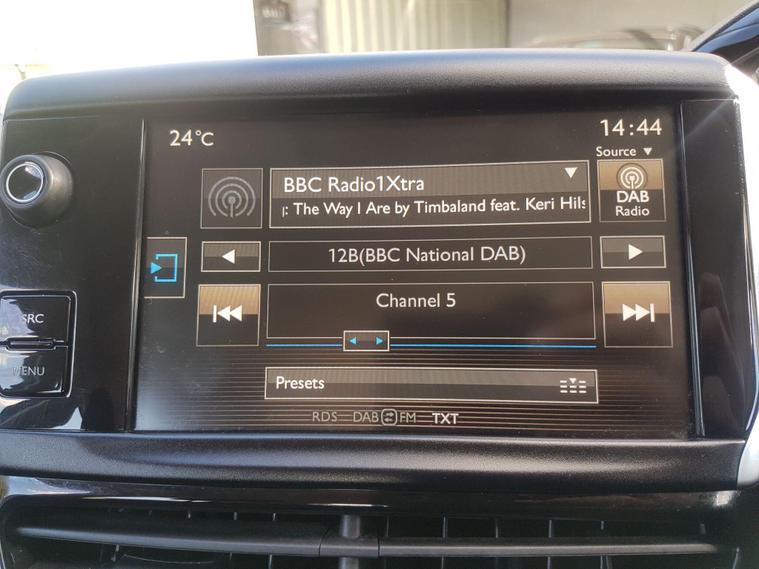 24°C
14:44
Source ▼
BBC Radio1Xtra
: The Way I Are by Timbaland feat. Keri Hils
DAB
Radio
12B(BBC National DAB)
Channel 5
SRC
MENU
Presets
RDS DAB FM TXT